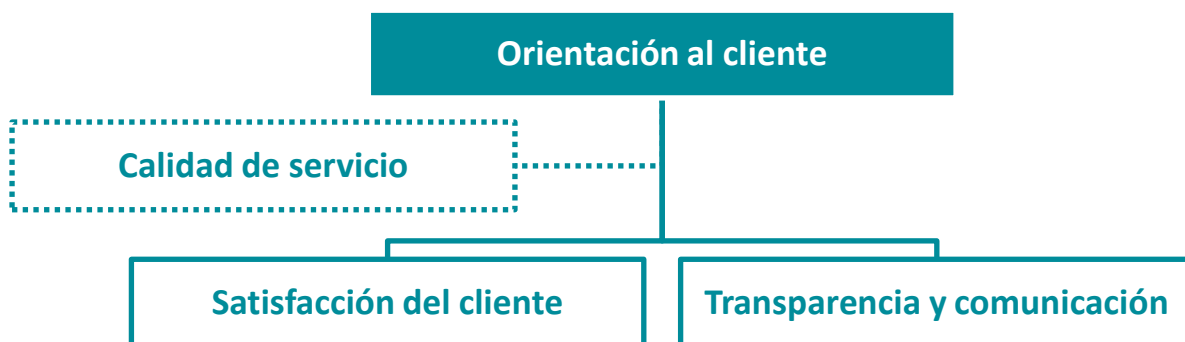 Orientación al cliente
Calidad de servicio
Satisfacción del cliente
Transparencia y comunicación